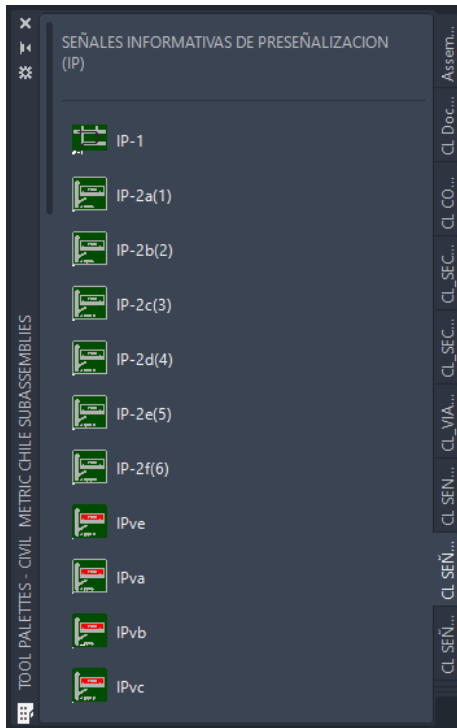 SEÑALES INFORMATIVAS DE PRESEÑALIZACION
(IP)
IP-1
IP-2a(1)
IP-2b(2)
IP-2c(3)
IP-2d(4)
IP-2e(5)
IP-2f(6)
IPve
IPva
IPvb
IPvc
TOOL PALETTES - CIVIL METRIC CHILE SUBASSEMBLIES
Assem...
CL Doc...
CL CO...
CL_SEC...
CL_SEC...
CL_VIA...
CL SEN...
CL SEÑ...
CL SEÑ...